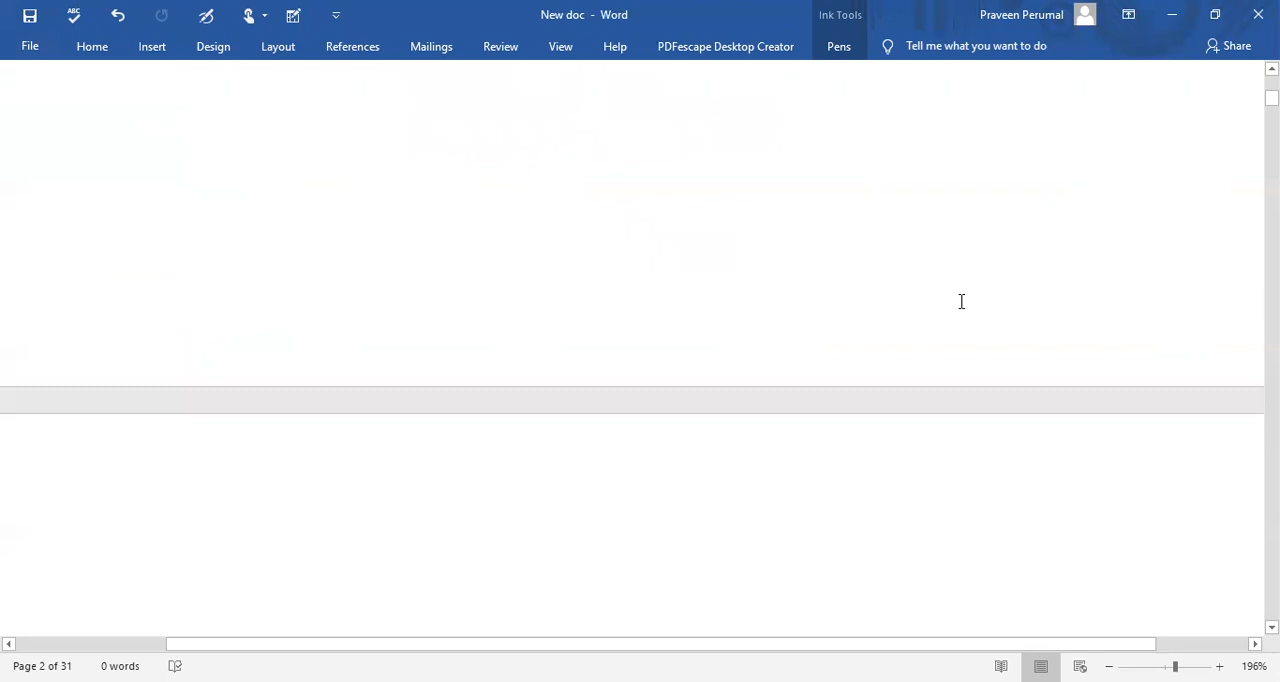 New doc - Word
Ink Tools
Praveen Perumal
File
Home
Insert
Design
Layout
References
Mailings
Review
View
Help
PDFescape Desktop Creator
Pens
Tell me what you want to do
Share
Page 2 of 31
0 words
196%